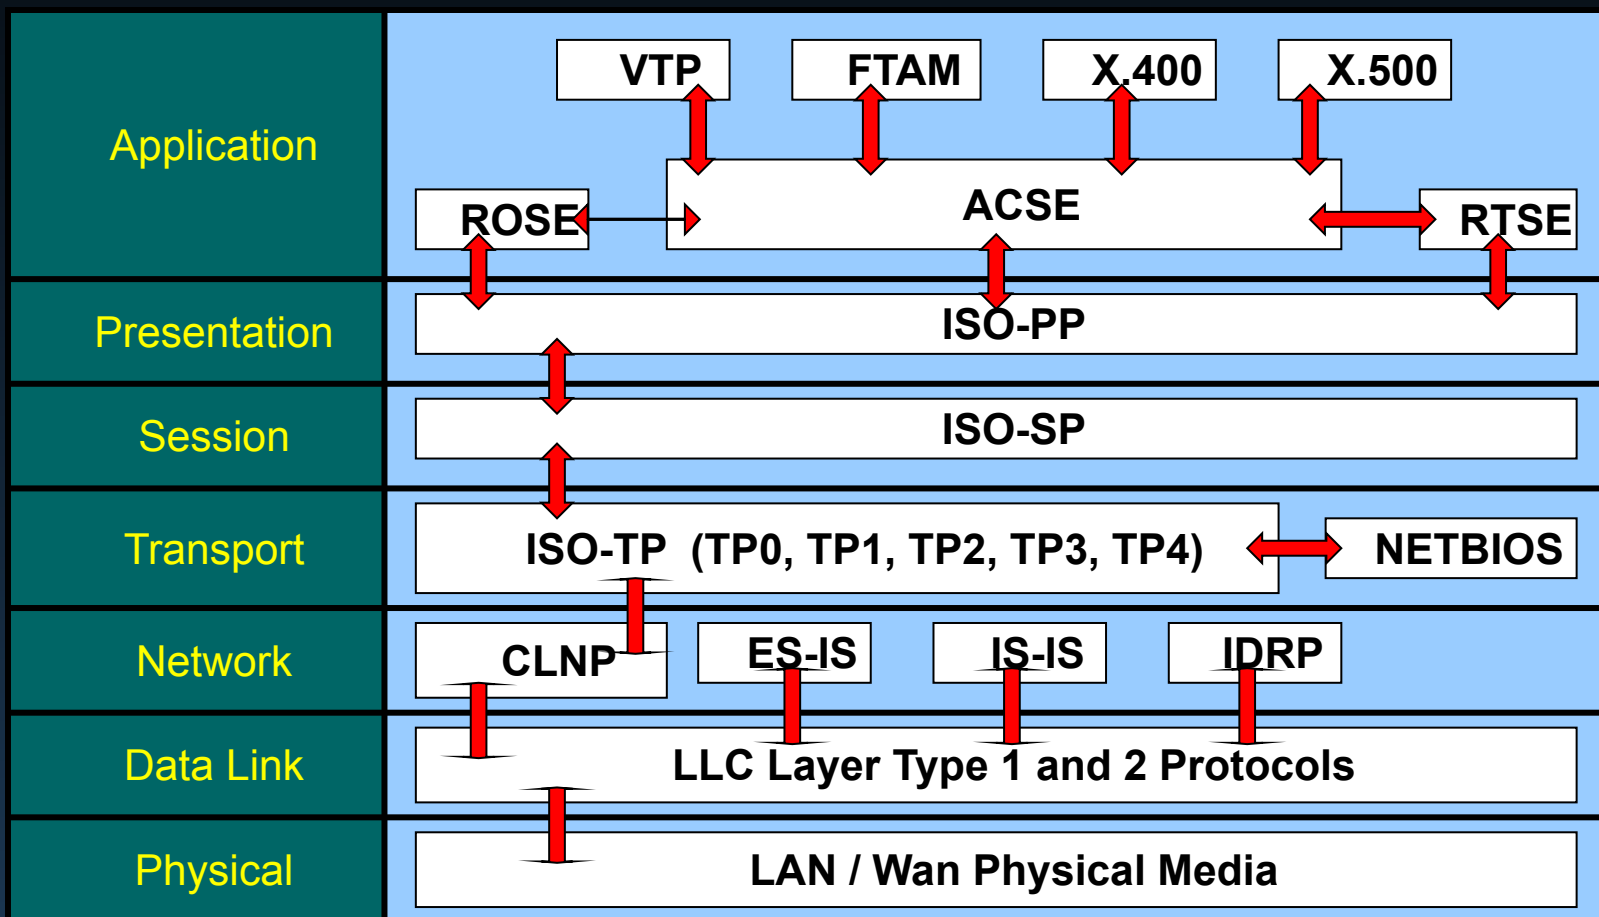 VTP FTAM X.400 X.500
Application
ROSE ACSE RTSE
Presentation ISO-PP
Session ISO-SP
Transport ISO-TP (TP0, TP1, TP2, TP3, TP4) NETBIOS
Network CLNP ES-IS IS-IS IDRP
Data Link LLC Layer Type 1 and 2 Protocols
Physical LAN / Wan Physical Media